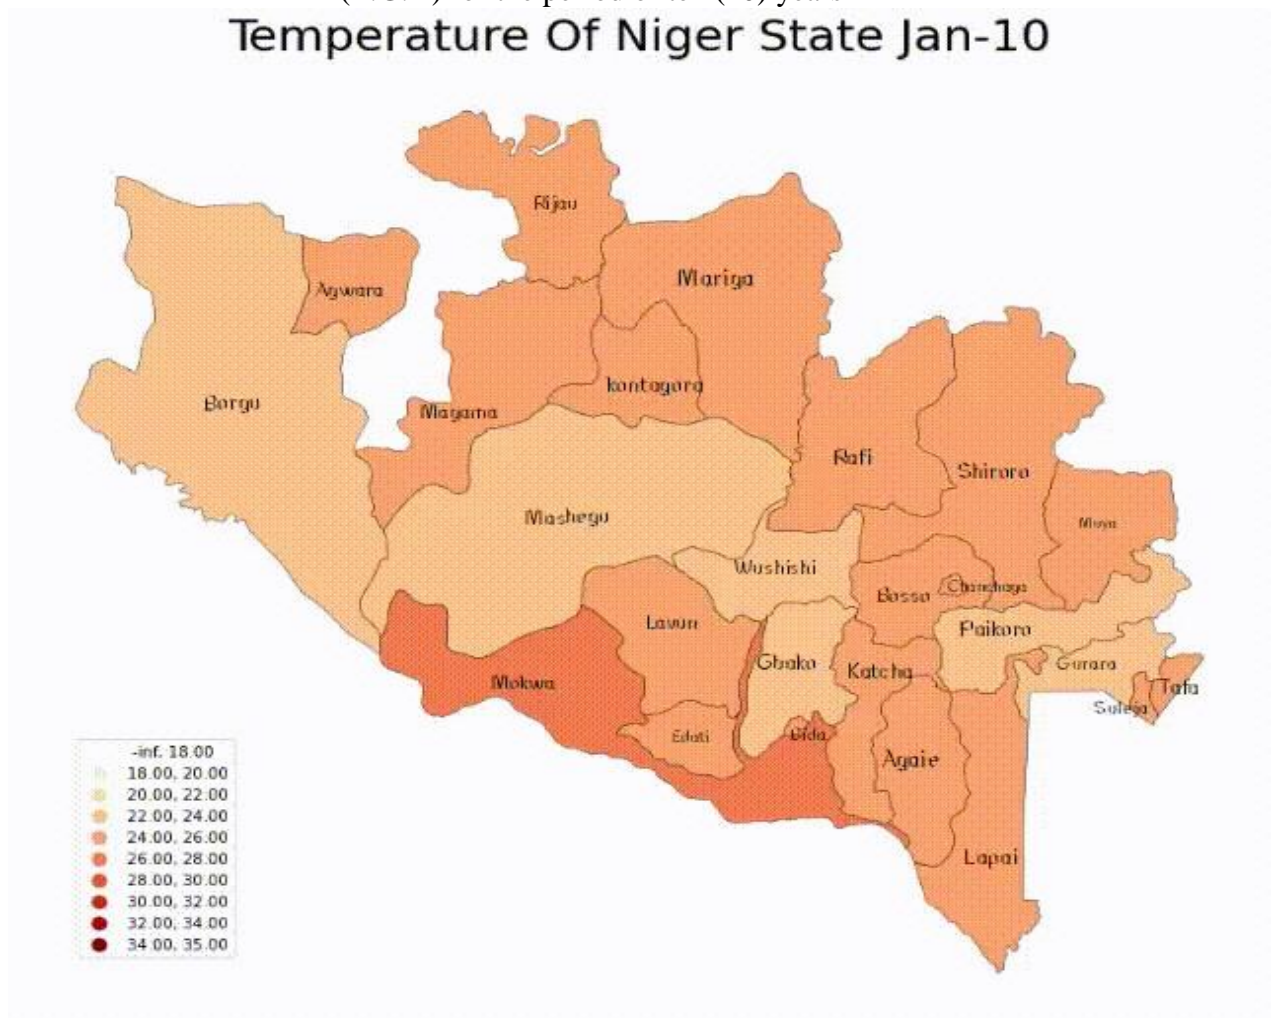 Temperature Of Niger State Jan-10
Rijau
Mariga
Agwara
kontagora
Borgu
Magama
Rafi
Shiroro
Mashegu
Muya
Wushishi
Bosso
Chanchaga
Lavun
Paikoro
Gbako
Katcha
Gurara
Mokwa
Tafa
Suleja
Edati
Bida
Agaie
Lapai
-inf. 18.00
18.00, 20.00
20.00, 22.00
22.00, 24.00
24.00, 26.00
26.00, 28.00
28.00, 30.00
30.00, 32.00
32.00, 34.00
34.00, 35.00